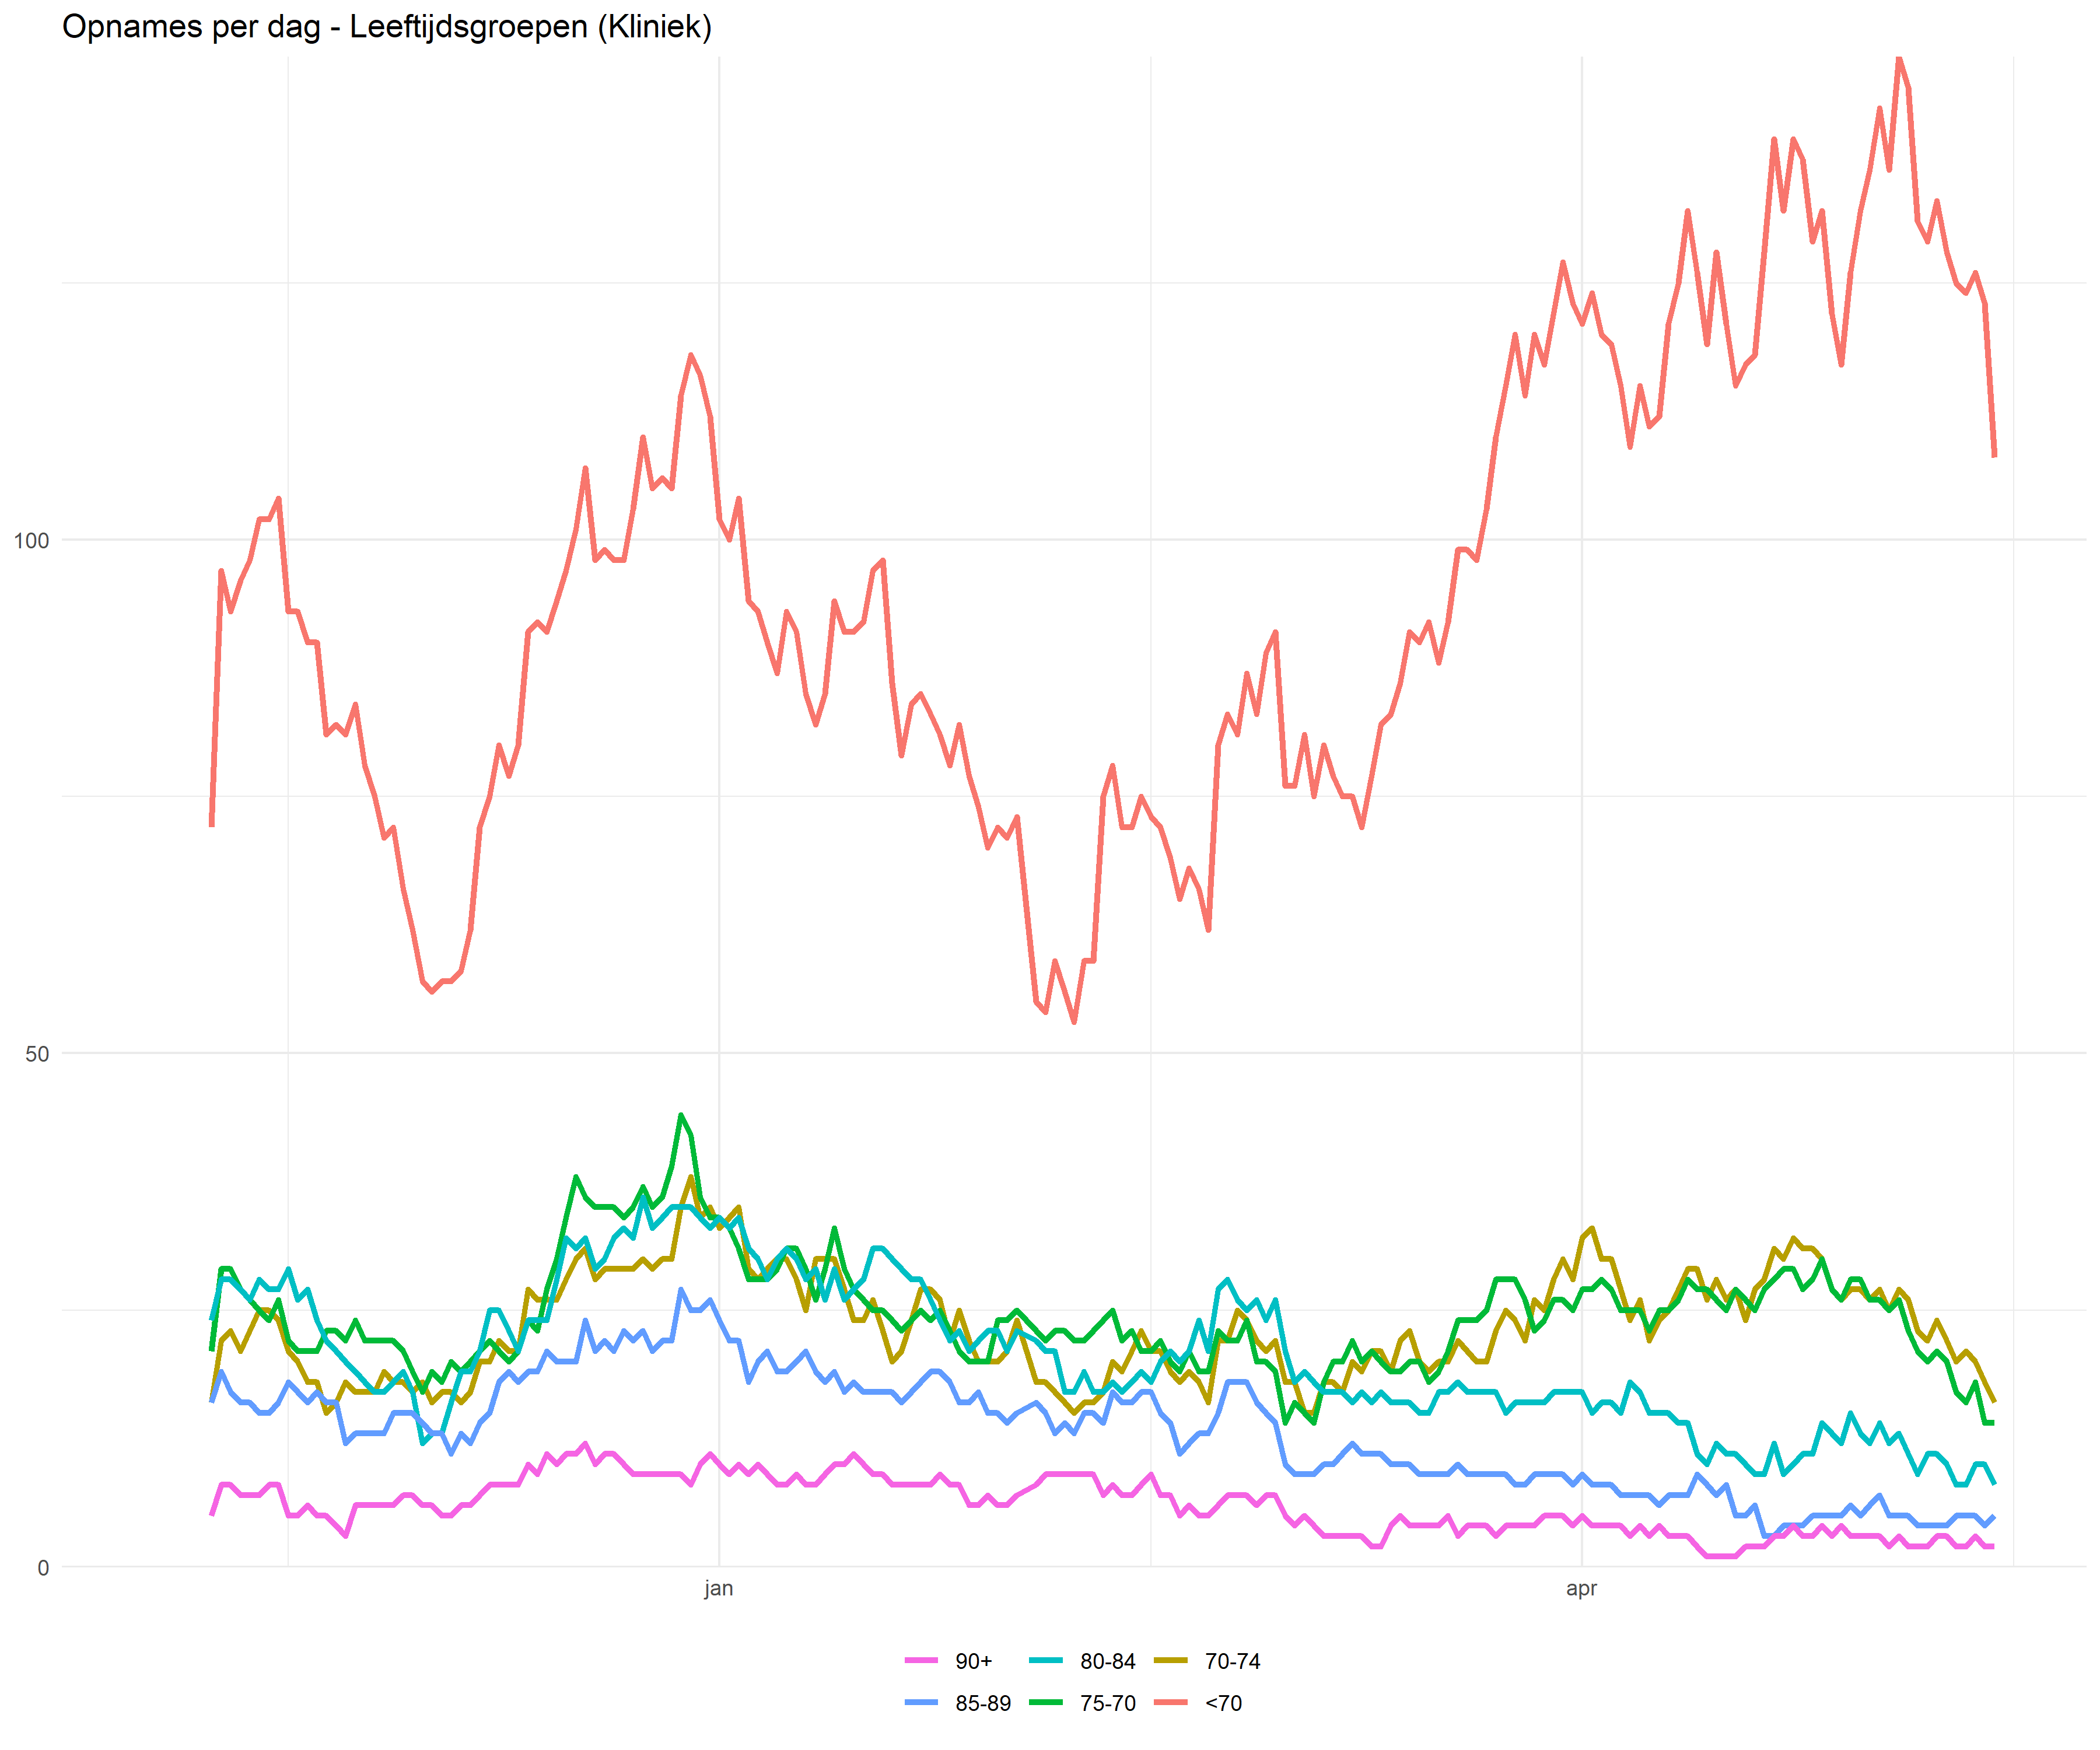 Opnames per dag - Leeftijdsgroepen (Kliniek)
100
50
0
jan apr
90+ 80-84 70-74
85-89 75-70 <70